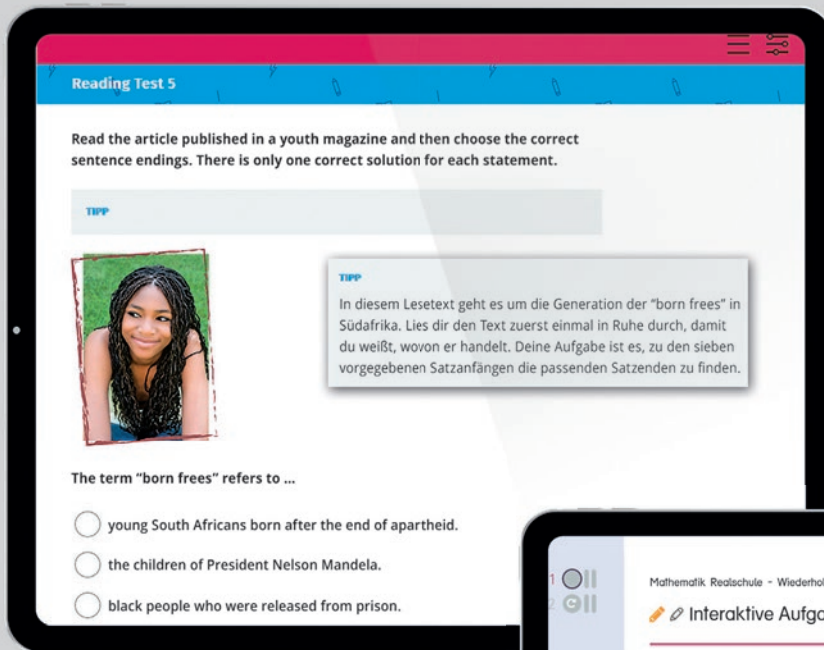 Reading Test 5
Read the article published in a youth magazine and then choose the correct
sentence endings. There is only one correct solution for each statement.
TIPP
TIPP
In diesem Lesetext geht es um die Generation der "born frees" in
Südafrika. Lies dir den Text zuerst einmal in Ruhe durch, damit
du weißt, wovon er handelt. Deine Aufgabe ist es, zu den sieben
vorgegebenen Satzanfängen die passenden Satzenden zu finden.
The term "born frees" refers to ...
young South Africans born after the end of apartheid.
the children of President Nelson Mandela.
black people who were released from prison.
1
2
Mathematik Realschule - Wiederhol
Interaktive Aufga